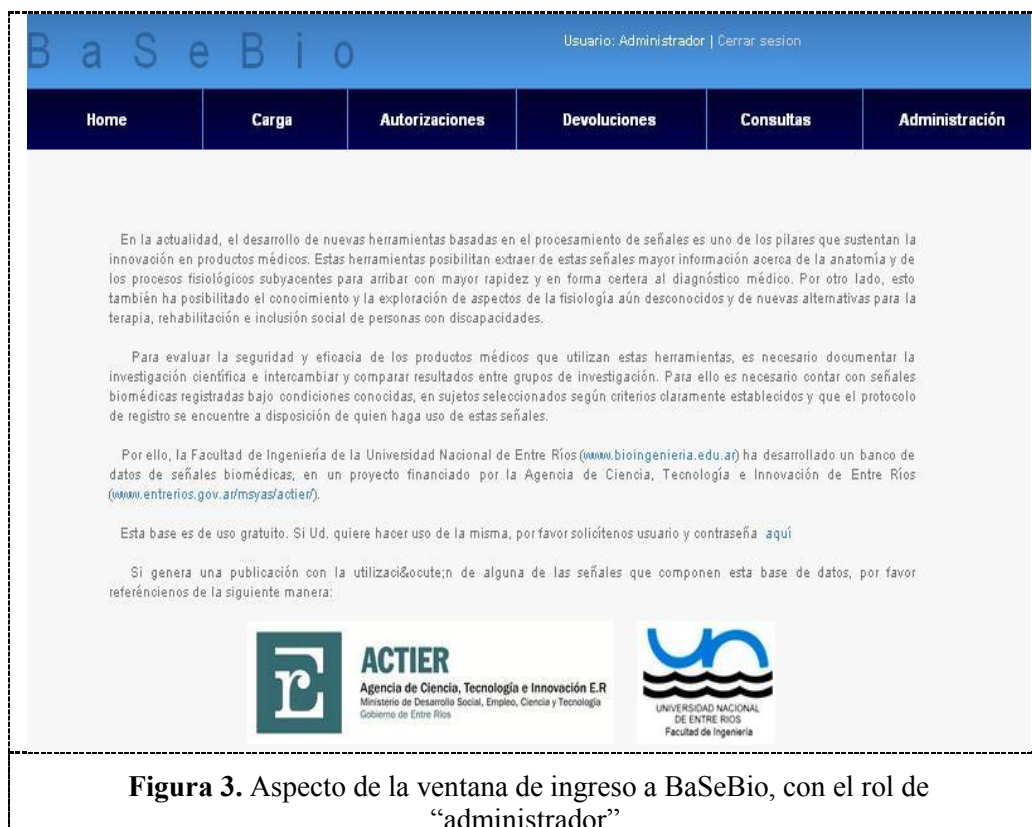 BaSeBio
Usuario: Administrador | Cerrar sesion
Home Carga Autorizaciones Devoluciones Consultas Administración
En la actualidad, el desarrollo de nuevas herramientas basadas en el procesamiento de señales es uno de los pilares que sustentan la
innovación en productos médicos. Estas herramientas posibilitan extraer de estas señales mayor información acerca de la anatomía y de
los procesos fisiológicos subyacentes para arribar con mayor rapidez y en forma certera al diagnóstico médico. Por otro lado, esto
también ha posibilitado el conocimiento y la exploración de aspectos de la fisiología aún desconocidos y de nuevas alternativas para la
terapia, rehabilitación e inclusión social de personas con discapacidades.
Para evaluar la seguridad y eficacia de los productos médicos que utilizan estas herramientas, es necesario documentar la
investigación científica e intercambiar y comparar resultados entre grupos de investigación. Para ello es necesario contar con señales
biomédicas registradas bajo condiciones conocidas, en sujetos seleccionados según criterios claramente establecidos y que el protocolo
de registro se encuentre a disposición de quien haga uso de estas señales.
Por ello, la Facultad de Ingeniería de la Universidad Nacional de Entre Ríos (www.bioingenieria.edu.ar) ha desarrollado un banco de
datos de señales biomédicas, en un proyecto financiado por la Agencia de Ciencia, Tecnología e Innovación de Entre Ríos
(www.entrerios.gov.ar/msyas/actier/).
Esta base es de uso gratuito. Si Ud. quiere hacer uso de la misma, por favor solicítenos usuario y contraseña aquí
Si genera una publicación con la utilizaci&ocute;n de alguna de las señales que componen esta base de datos, por favor
referéncienos de la siguiente manera:
Er
ACTIER
Agencia de Ciencia, Tecnología e Innovación E.R
Ministerio de Desarrollo Social, Empleo, Ciencia y Tecnología
Gobierno de Entre Ríos
un
UNIVERSIDAD NACIONAL
DE ENTRE RIOS
Facultad de Ingeniería
Figura 3. Aspecto de la ventana de ingreso a BaSeBio, con el rol de
“administrador”